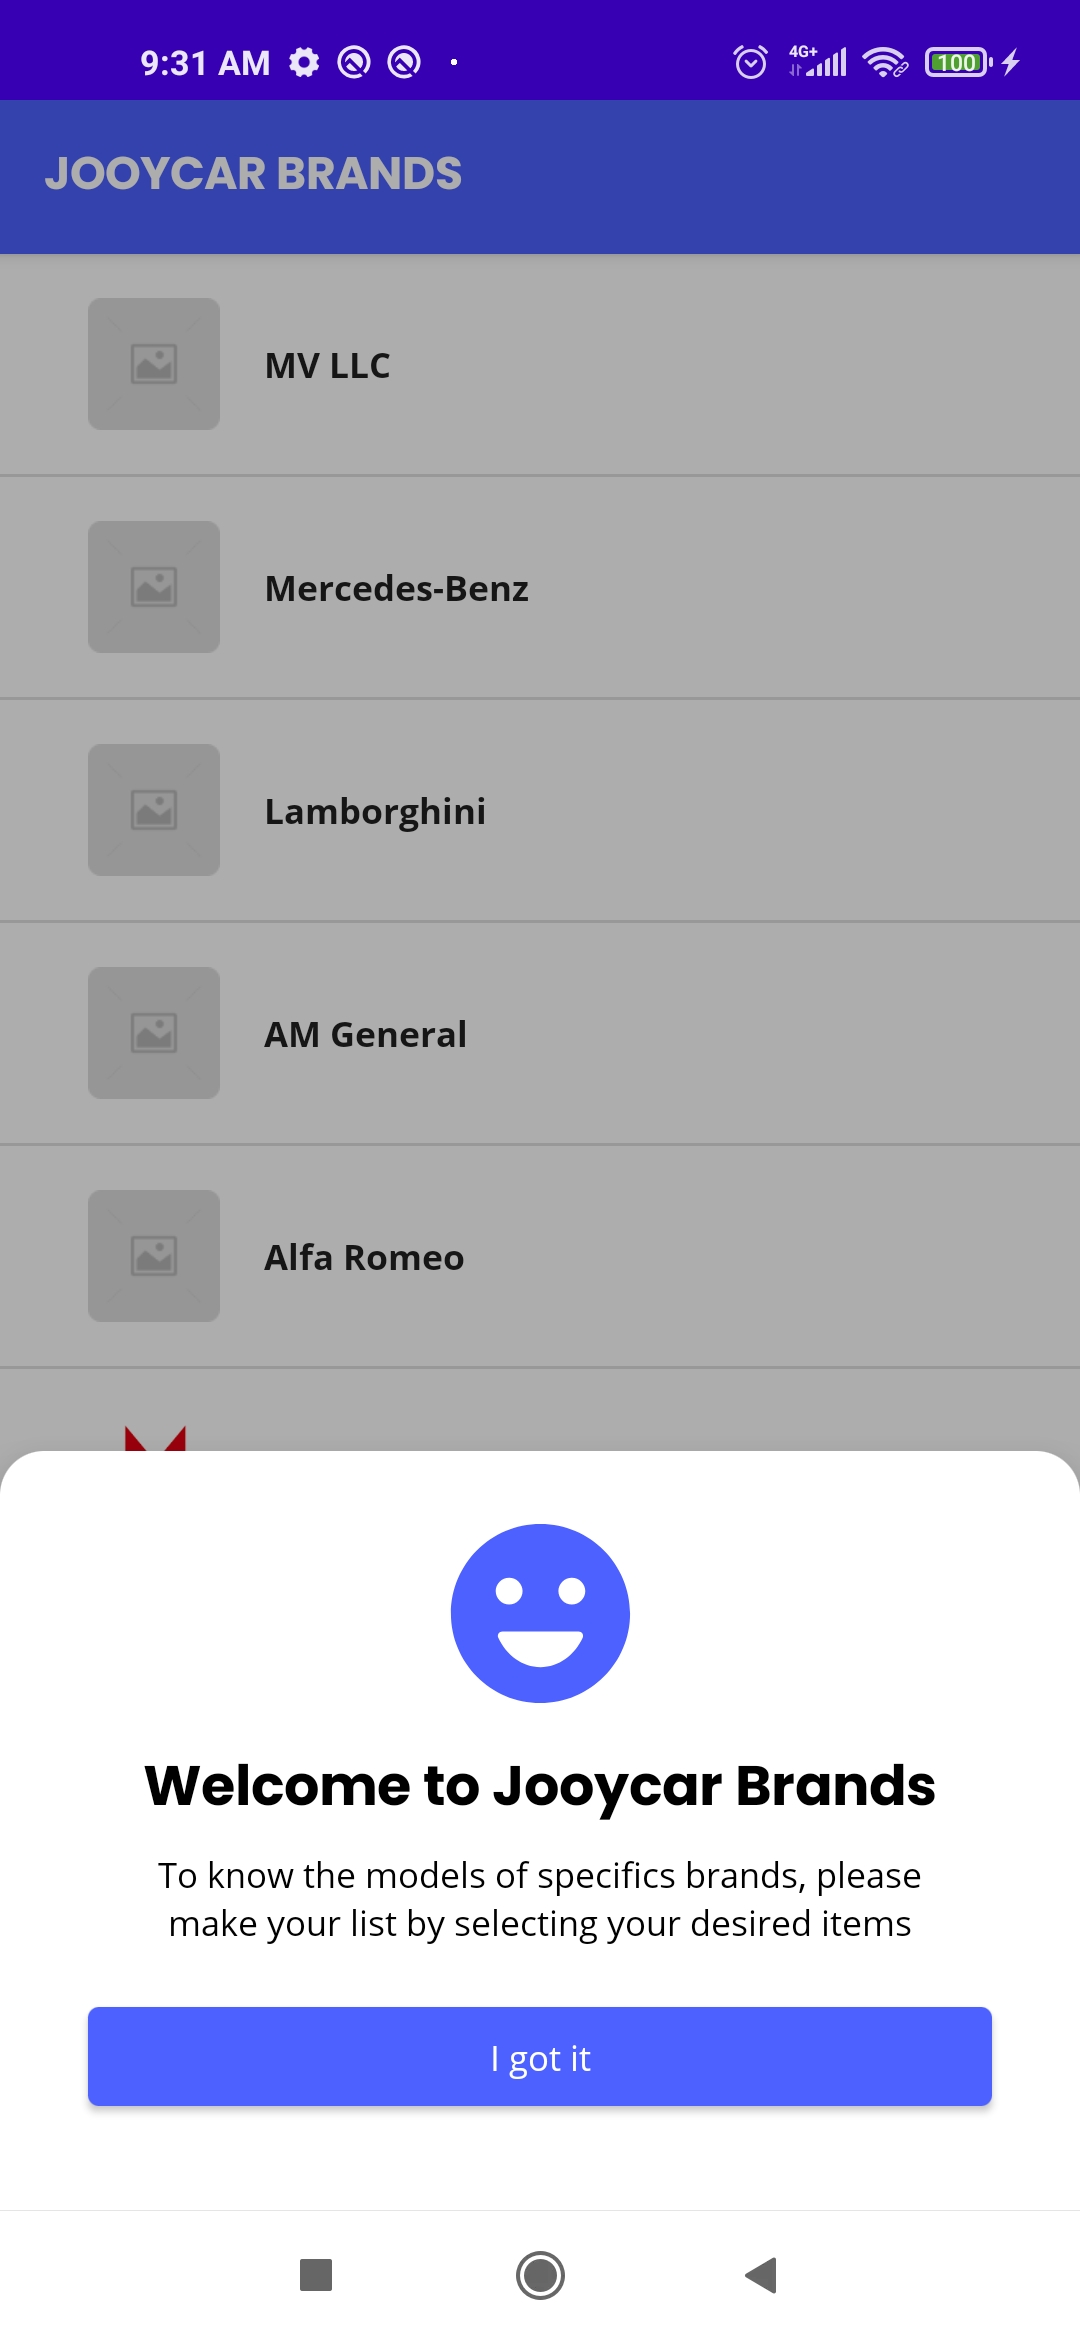 9:31 AM
4G+
100
JOOYCAR BRANDS
MV LLC
Mercedes-Benz
Lamborghini
AM General
Alfa Romeo
Welcome to Jooycar Brands
To know the models of specifics brands, please
make your list by selecting your desired items
I got it